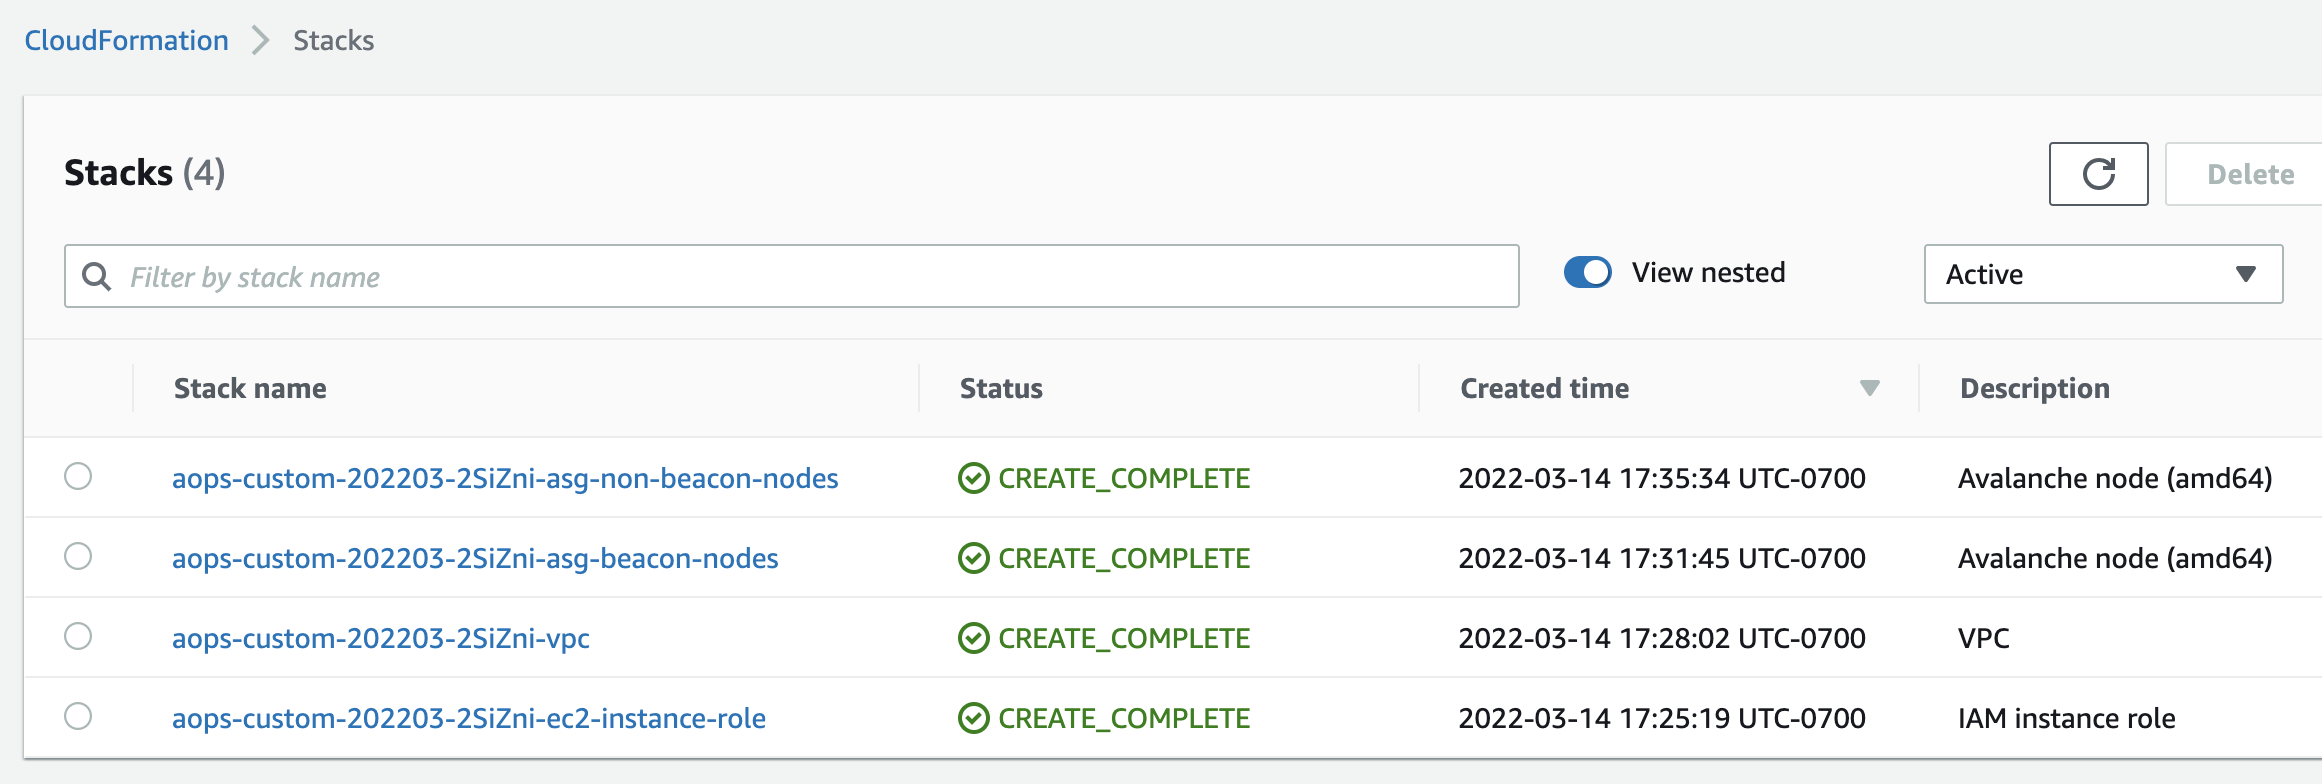 CloudFormation Stacks
Stacks (4)
Delete
Filter by stack name
View nested
Active
Stack name Status Created time Description
aops-custom-202203-2SiZni-asg-non-beacon-nodes CREATE_COMPLETE 2022-03-14 17:35:34 UTC-0700 Avalanche node (amd64)
aops-custom-202203-2SiZni-asg-beacon-nodes CREATE_COMPLETE 2022-03-14 17:31:45 UTC-0700 Avalanche node (amd64)
aops-custom-202203-2SiZni-vpc CREATE_COMPLETE 2022-03-14 17:28:02 UTC-0700 VPC
aops-custom-202203-2SiZni-ec2-instance-role CREATE_COMPLETE 2022-03-14 17:25:19 UTC-0700 IAM instance role